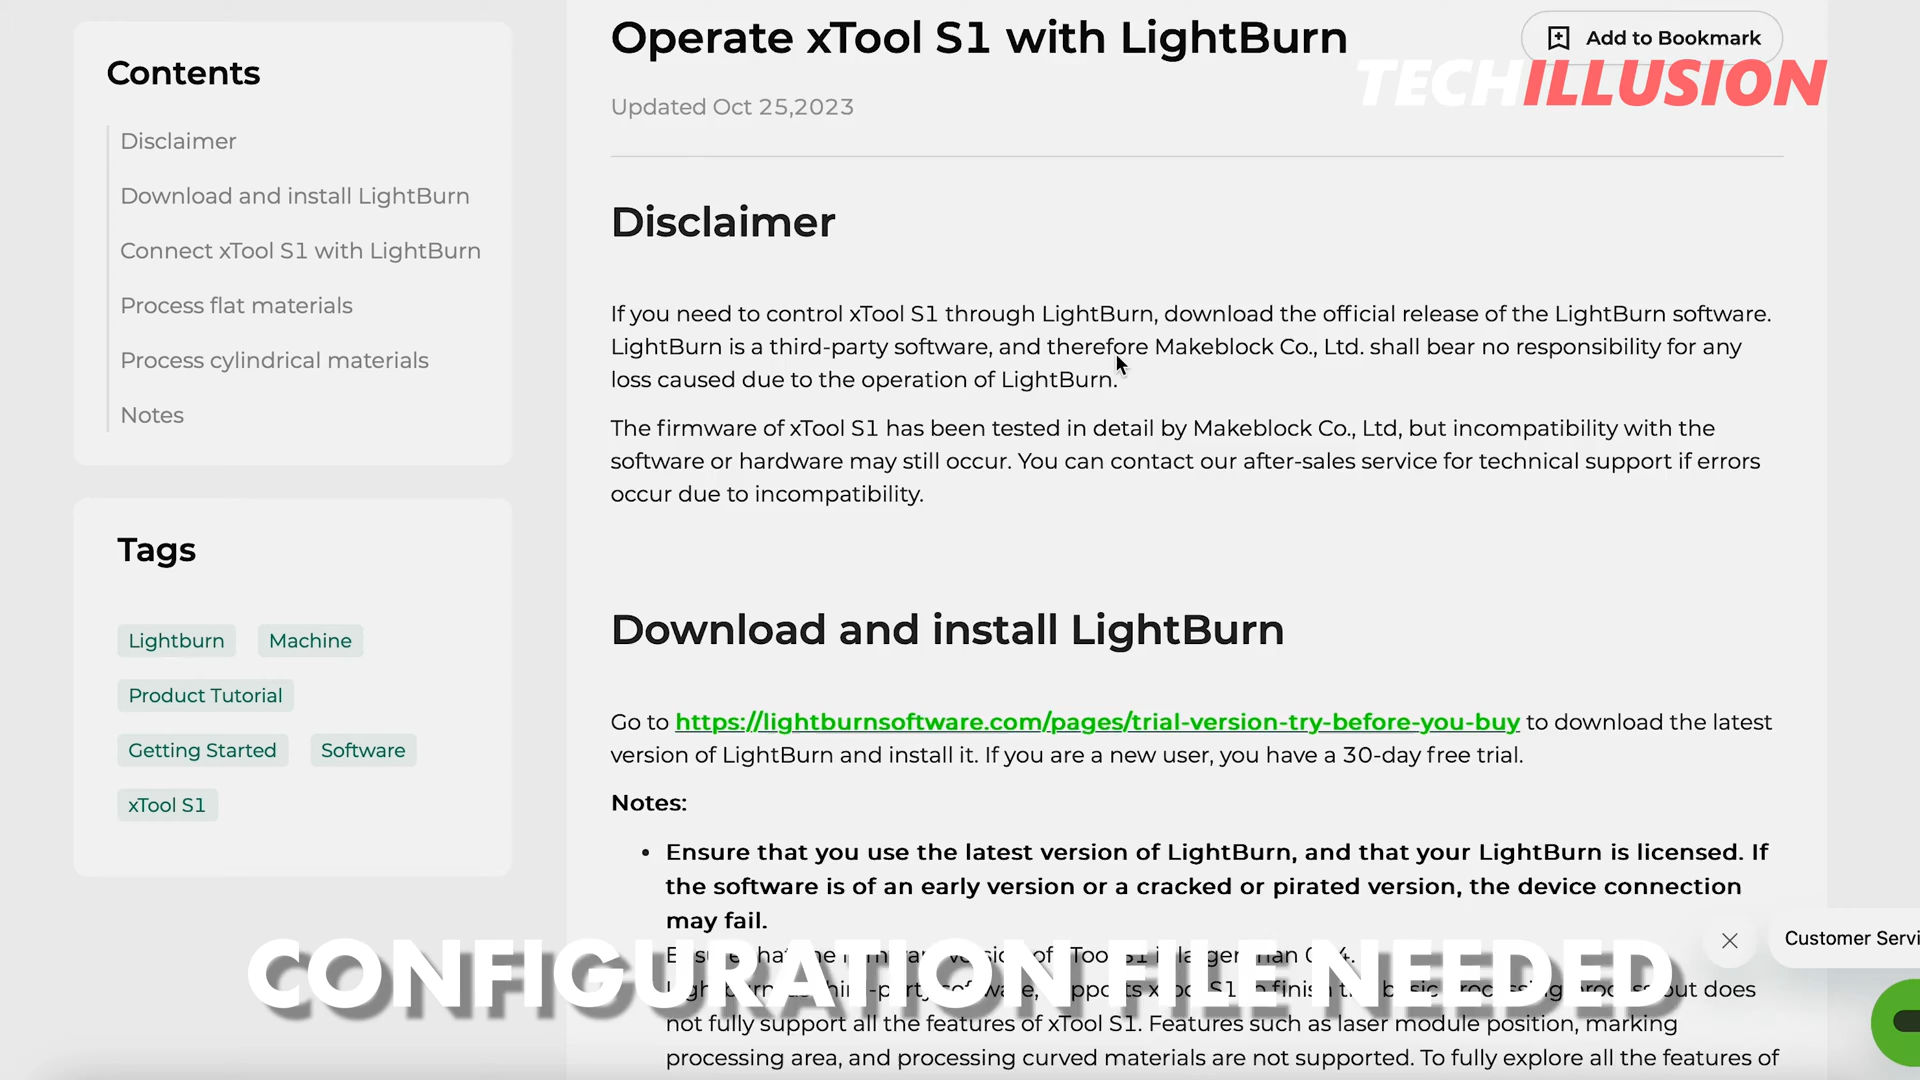 Contents
Disclaimer
Download and install LightBurn
Connect xTool S1 with LightBurn
Process flat materials
Process cylindrical materials
Notes
Tags
Lightburn Machine
Product Tutorial
Getting Started Software
xTool S1
Operate xTool S1 with LightBurn
Add to Bookmark
TECHILLUSION
Updated Oct 25,2023
Disclaimer
If you need to control xTool S1 through LightBurn, download the official release of the LightBurn software.
LightBurn is a third-party software, and therefore Makeblock Co., Ltd. shall bear no responsibility for any
loss caused due to the operation of LightBurn.
The firmware of xTool S1 has been tested in detail by Makeblock Co., Ltd, but incompatibility with the
software or hardware may still occur. You can contact our after-sales service for technical support if errors
occur due to incompatibility.
Download and install LightBurn
Go to https://lightburnsoftware.com/pages/trial-version-try-before-you-buy to download the latest
version of LightBurn and install it. If you are a new user, you have a 30-day free trial.
Notes:
• Ensure that you use the latest version of LightBurn, and that your LightBurn is licensed. If
the software is of an early version or a cracked or pirated version, the device connection
may fail.
CONFIGURATION FILE NEEDED
but does
not fully support all the features of xTool S1. Features such as laser module position, marking
processing area, and processing curved materials are not supported. To fully explore all the features of
Customer Servi